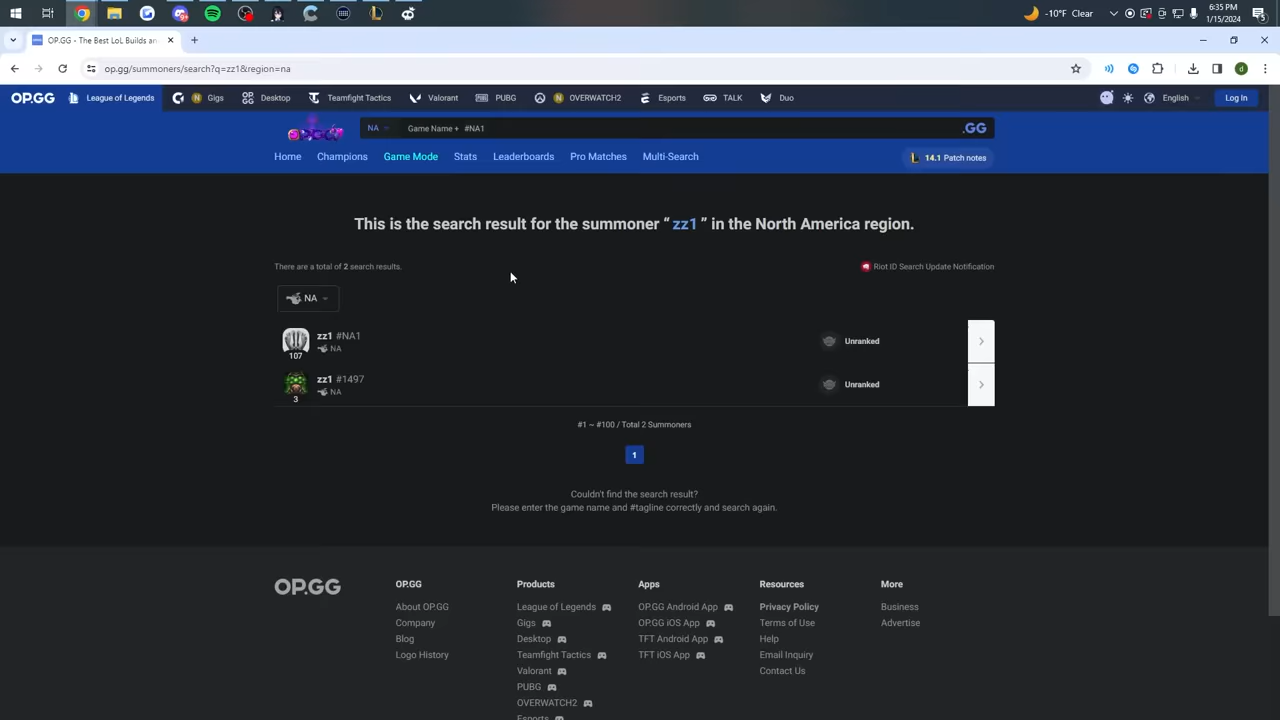 -10°F Clear
6:35 PM
1/15/2024
OP.GG - The Best LoL Builds an
op.gg/summoners/search?q=zz1&region=na
OP.GG League of Legends Gigs Desktop Teamfight Tactics Valorant PUBG OVERWATCH2 Esports TALK Duo English Log In
NA Game Name + #NA1 .GG
Home Champions Game Mode Stats Leaderboards Pro Matches Multi-Search 14.1 Patch notes
This is the search result for the summoner “ zz1 ” in the North America region.
There are a total of 2 search results. Riot ID Search Update Notification
NA
zz1 #NA1
NA
107
Unranked
zz1 #1497
NA
3
Unranked
#1 ~ #100 / Total 2 Summoners
1
Couldn't find the search result?
Please enter the game name and #tagline correctly and search again.
OP.GG
OP.GG
About OP.GG
Company
Blog
Logo History
Products
League of Legends
Gigs
Desktop
Teamfight Tactics
Valorant
PUBG
OVERWATCH2
Esports
Apps
OP.GG Android App
OP.GG iOS App
TFT Android App
TFT iOS App
Resources
Privacy Policy
Terms of Use
Help
Email Inquiry
Contact Us
More
Business
Advertise